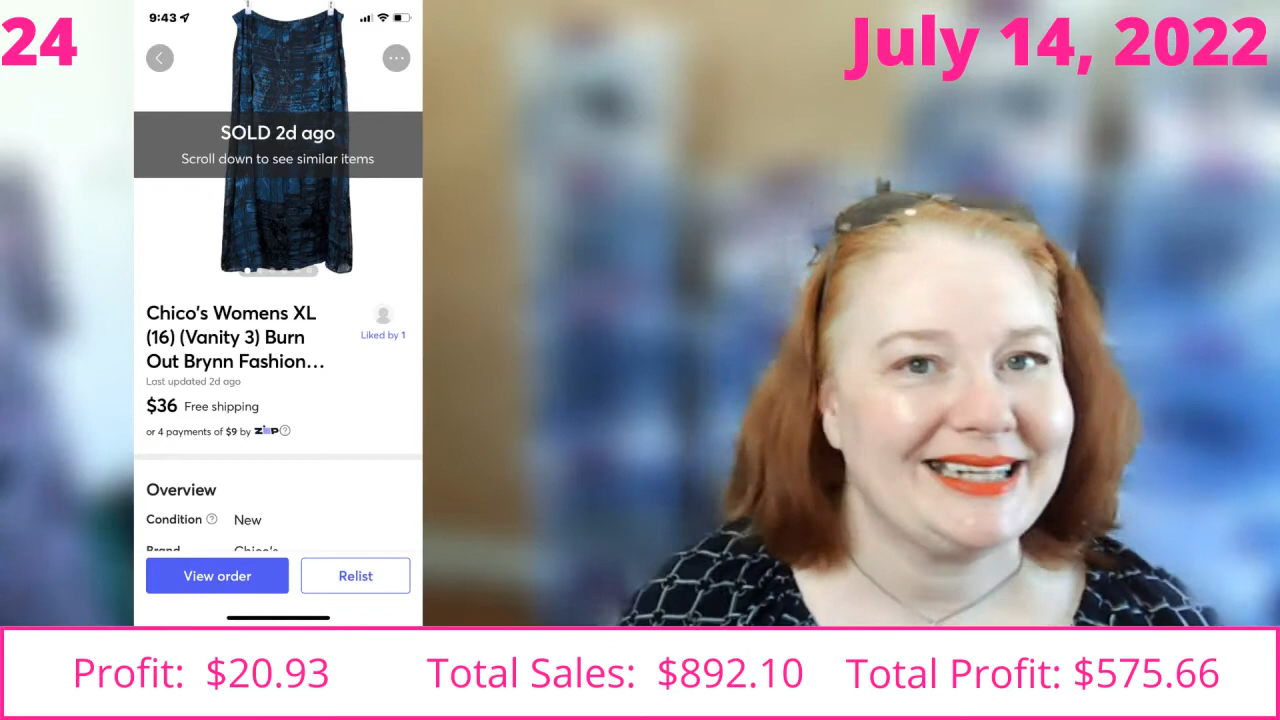 24
July 14, 2022
9:43
SOLD 2d ago
Scroll down to see similar items
Chico's Womens XL
(16) (Vanity 3) Burn
Out Brynn Fashion...
Liked by 1
Last updated 2d ago
$36 Free shipping
or 4 payments of $9 by ZIP ?
Overview
Condition ? New
Brand Chico's
View order
Relist
Profit: $20.93
Total Sales: $892.10
Total Profit: $575.66